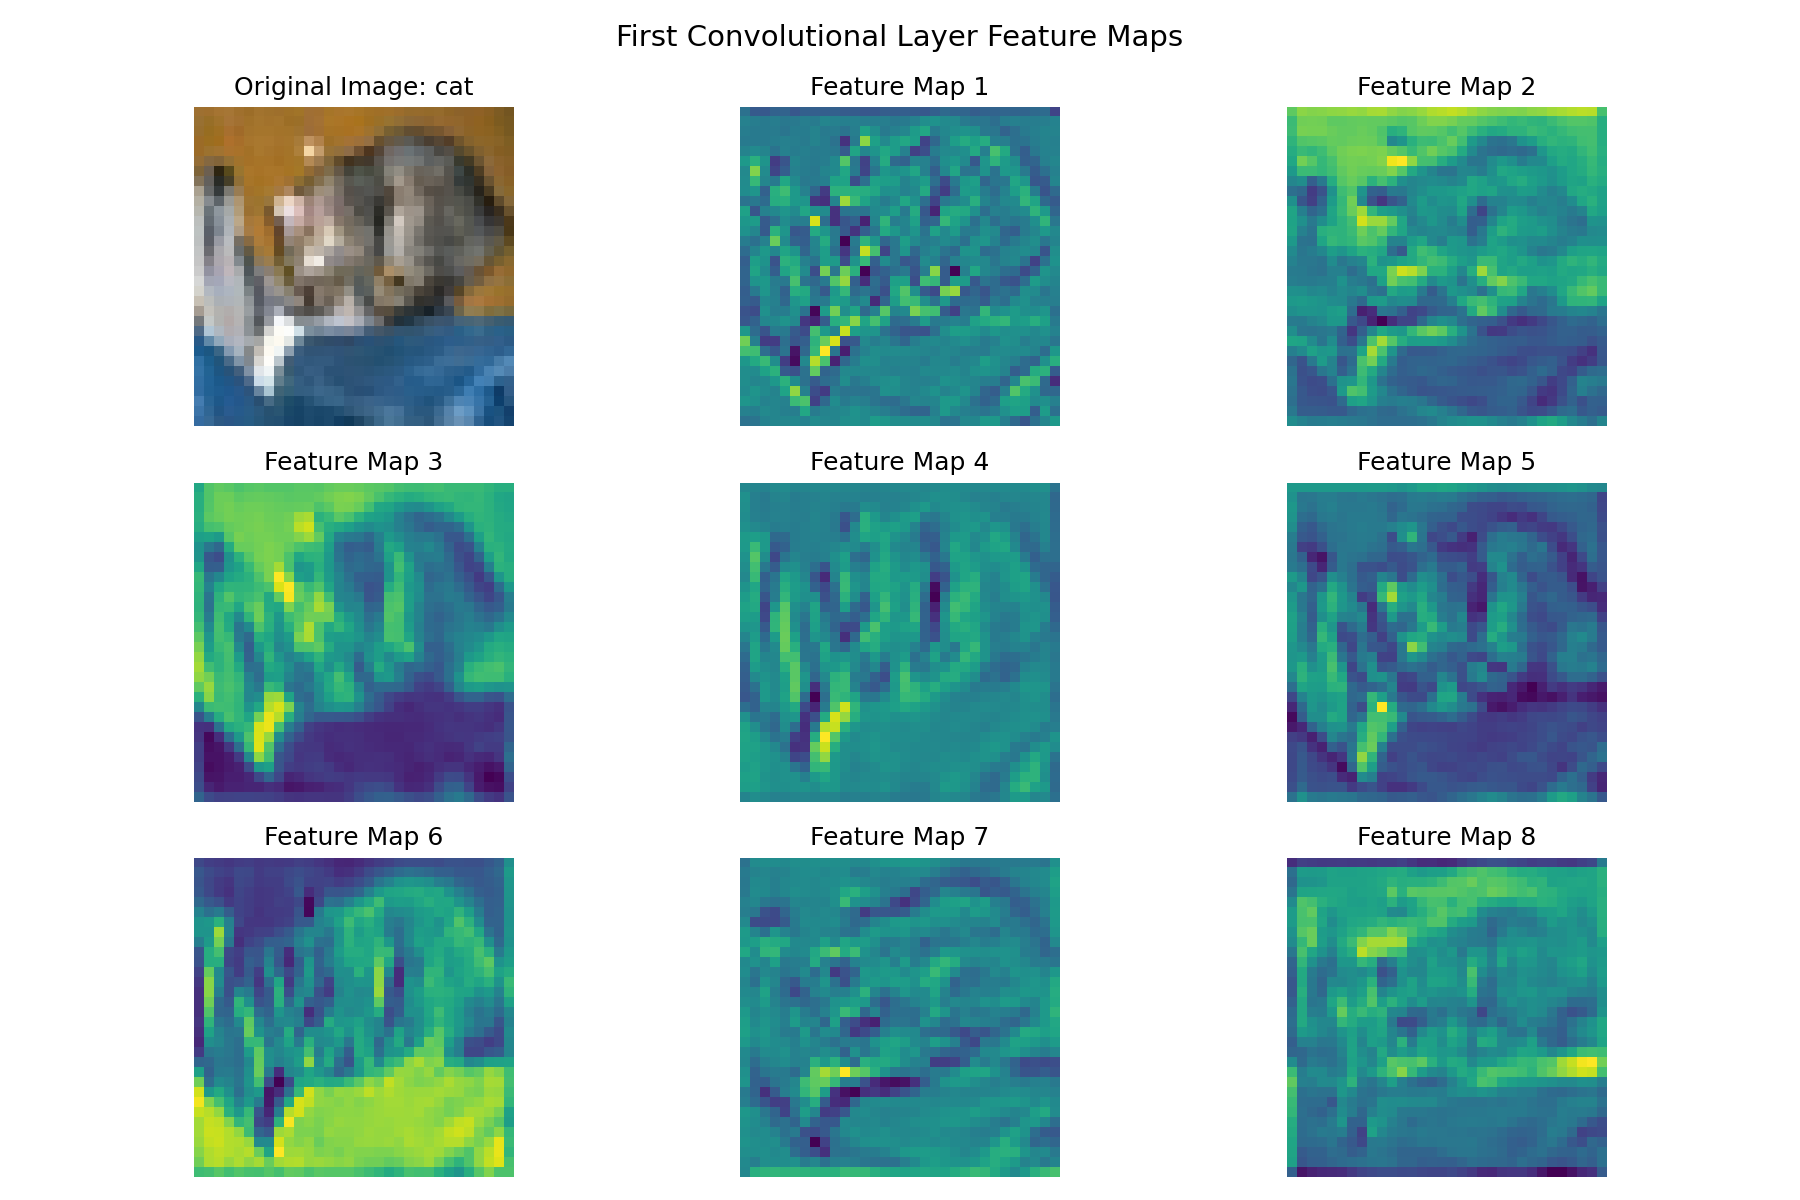 First Convolutional Layer Feature Maps
Original Image: cat
Feature Map 1
Feature Map 2
Feature Map 3
Feature Map 4
Feature Map 5
Feature Map 6
Feature Map 7
Feature Map 8